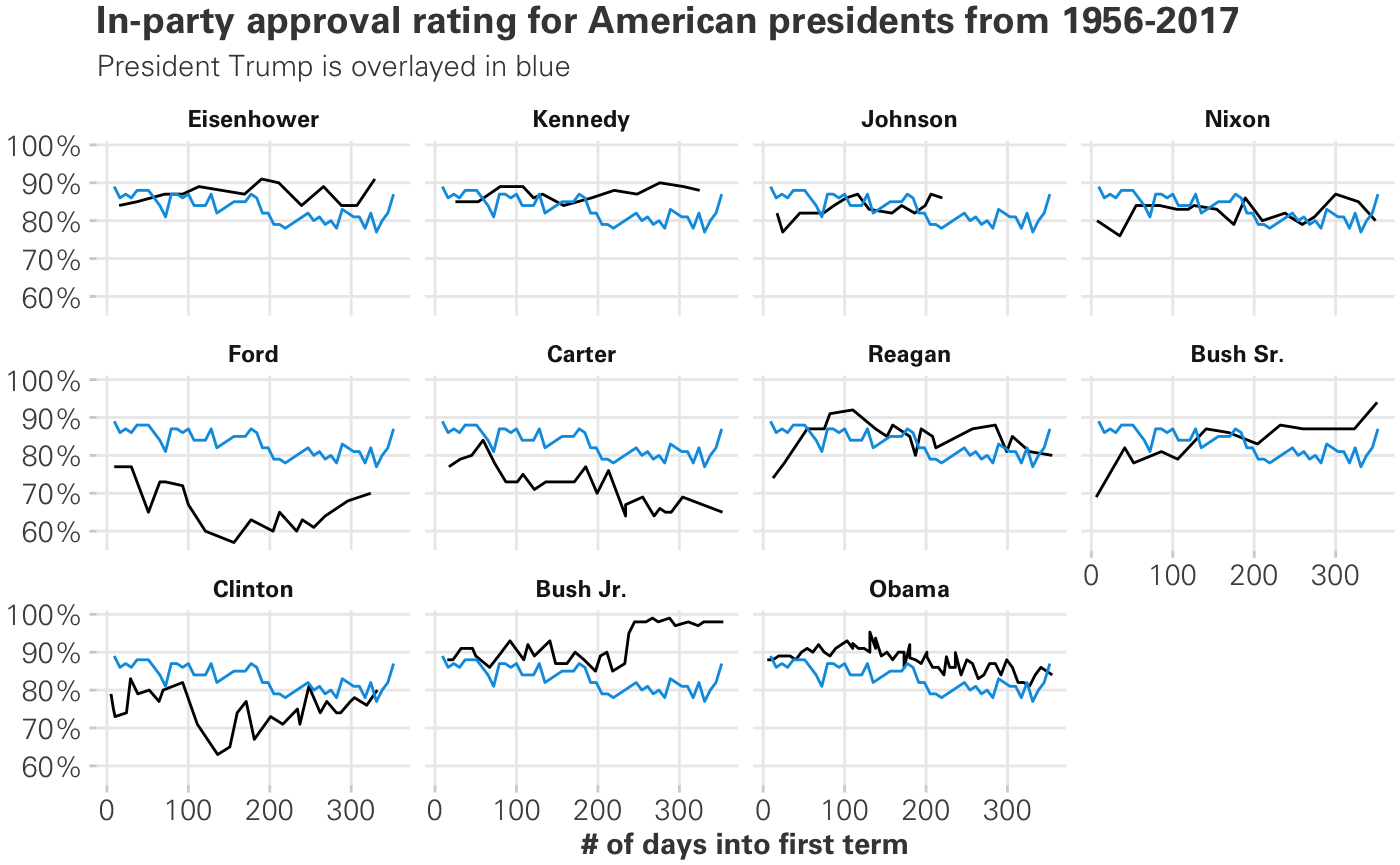 In-party approval rating for American presidents from 1956-2017
President Trump is overlayed in blue
Eisenhower Kennedy Johnson Nixon
100%
90%
80%
70%
60%
Ford Carter Reagan Bush Sr.
100%
90%
80%
70%
60%
0 100 200 300
Clinton Bush Jr. Obama
100%
90%
80%
70%
60%
0 100 200 300 0 100 200 300 0 100 200 300
# of days into first term